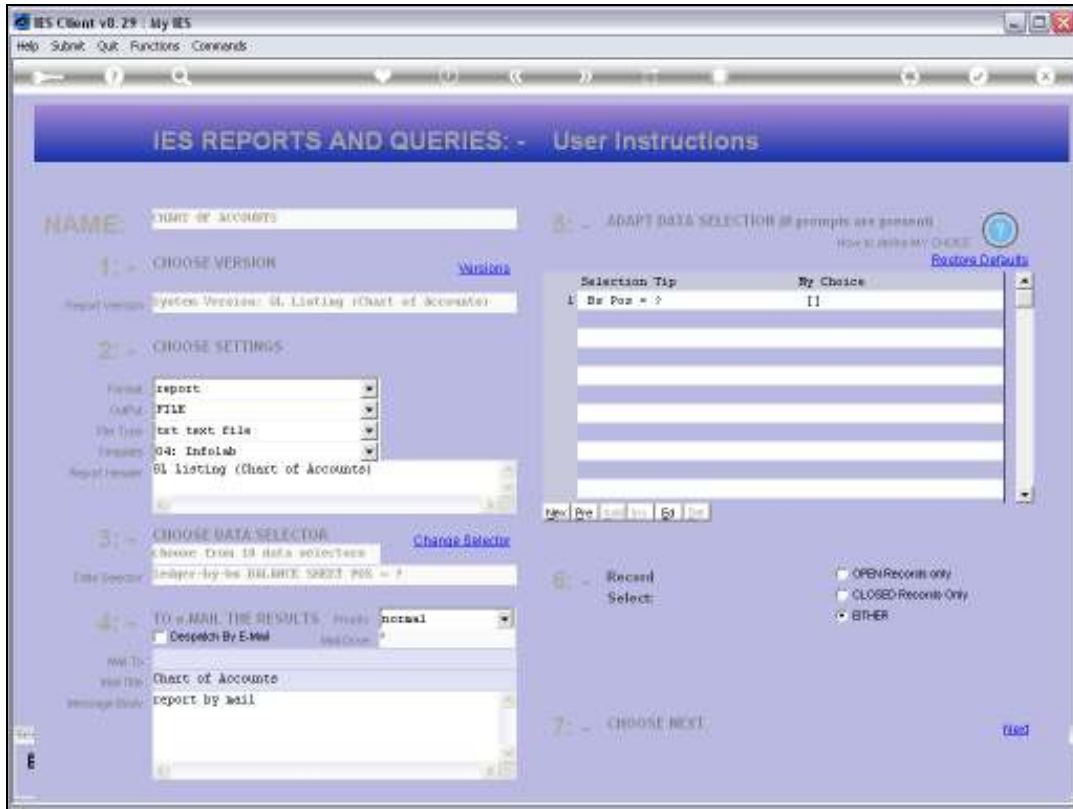 IES Client v8.29 : My IES
Help Submit Quit Functions Commands
IES REPORTS AND QUERIES: - User Instructions
NAME: CHART OF ACCOUNTS
1: - CHOOSE VERSION
Versions
Report Version System Version: GL Listing (Chart of Accounts)
2: - CHOOSE SETTINGS
Format report
OutPut FILE
File Type txt text file
04: Infolab
Report Header GL listing (Chart of Accounts)
3: - CHOOSE DATA SELECTOR
Change Selector
choose from 10 data selectors
Data Selector ledger-by-bs BALANCE SHEET POS = ?
4: - TO e.MAIL THE RESULTS Priority normal
Despatch By E-Mail
Mail To
Mail Title Chart of Accounts
Message Body report by mail
5: - ADAPT DATA SELECTION (if prompts are present)
How to define MY CHOICE
?
Restore Defaults
Selection Tip My Choice
1 Bs Pos = ? []
Nex Pre Ed
6: - Record Select:
OPEN Records only
CLOSED Records Only
EITHER
7: - CHOOSE NEXT
Next